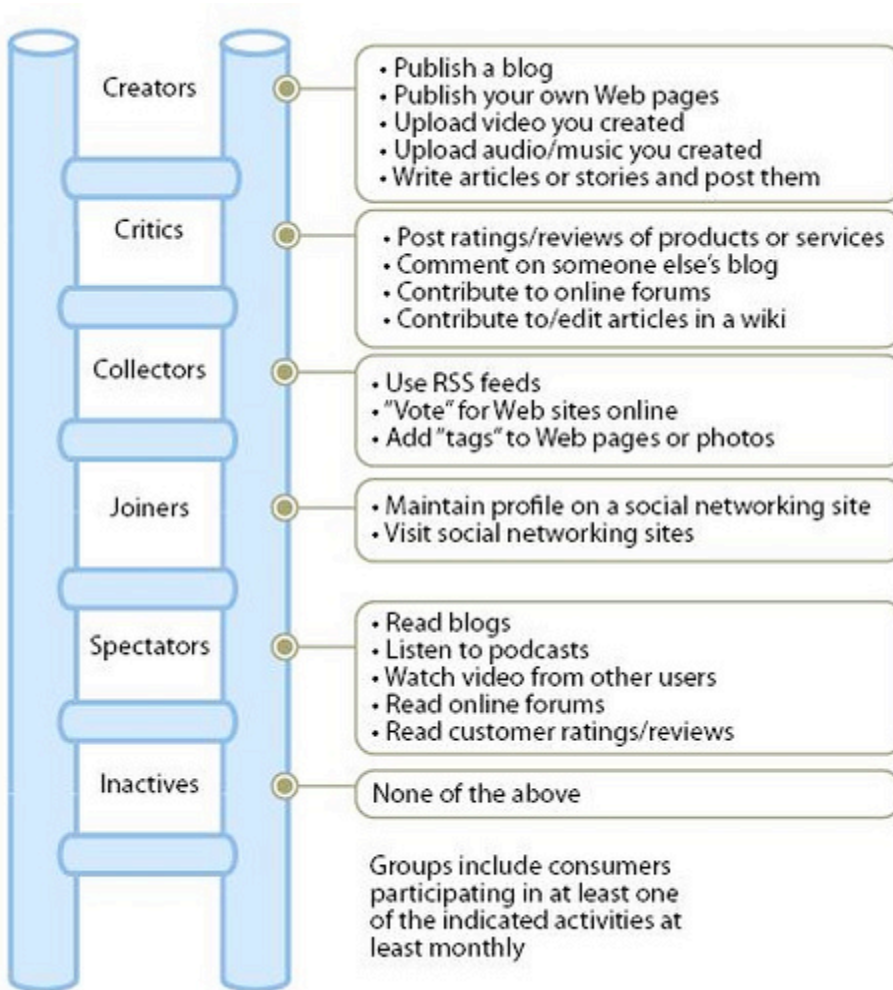 Creators
• Publish a blog
• Publish your own Web pages
• Upload video you created
• Upload audio/music you created
• Write articles or stories and post them
Critics
• Post ratings/reviews of products or services
• Comment on someone else's blog
• Contribute to online forums
• Contribute to/edit articles in a wiki
Collectors
• Use RSS feeds
• "Vote" for Web sites online
• Add "tags" to Web pages or photos
Joiners
• Maintain profile on a social networking site
• Visit social networking sites
Spectators
• Read blogs
• Listen to podcasts
• Watch video from other users
• Read online forums
• Read customer ratings/reviews
Inactives
None of the above
Groups include consumers
participating in at least one
of the indicated activities at
least monthly